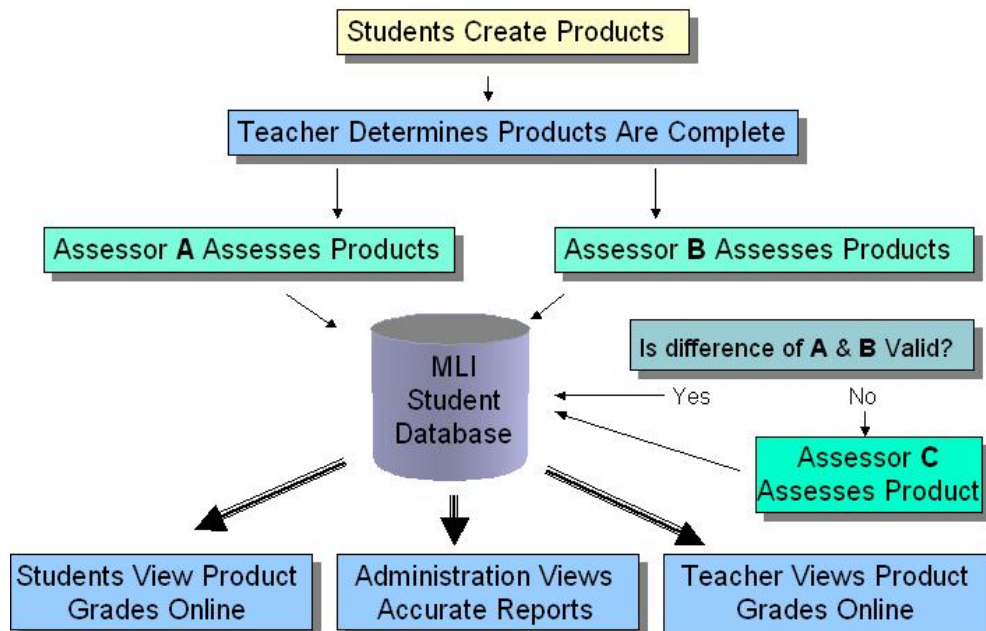 Students Create Products
Teacher Determines Products Are Complete
Assessor A Assesses Products
Assessor B Assesses Products
MLI
Student
Database
Is difference of A & B Valid?
Yes
No
Assessor C
Assesses Product
Students View Product
Grades Online
Administration Views
Accurate Reports
Teacher Views Product
Grades Online